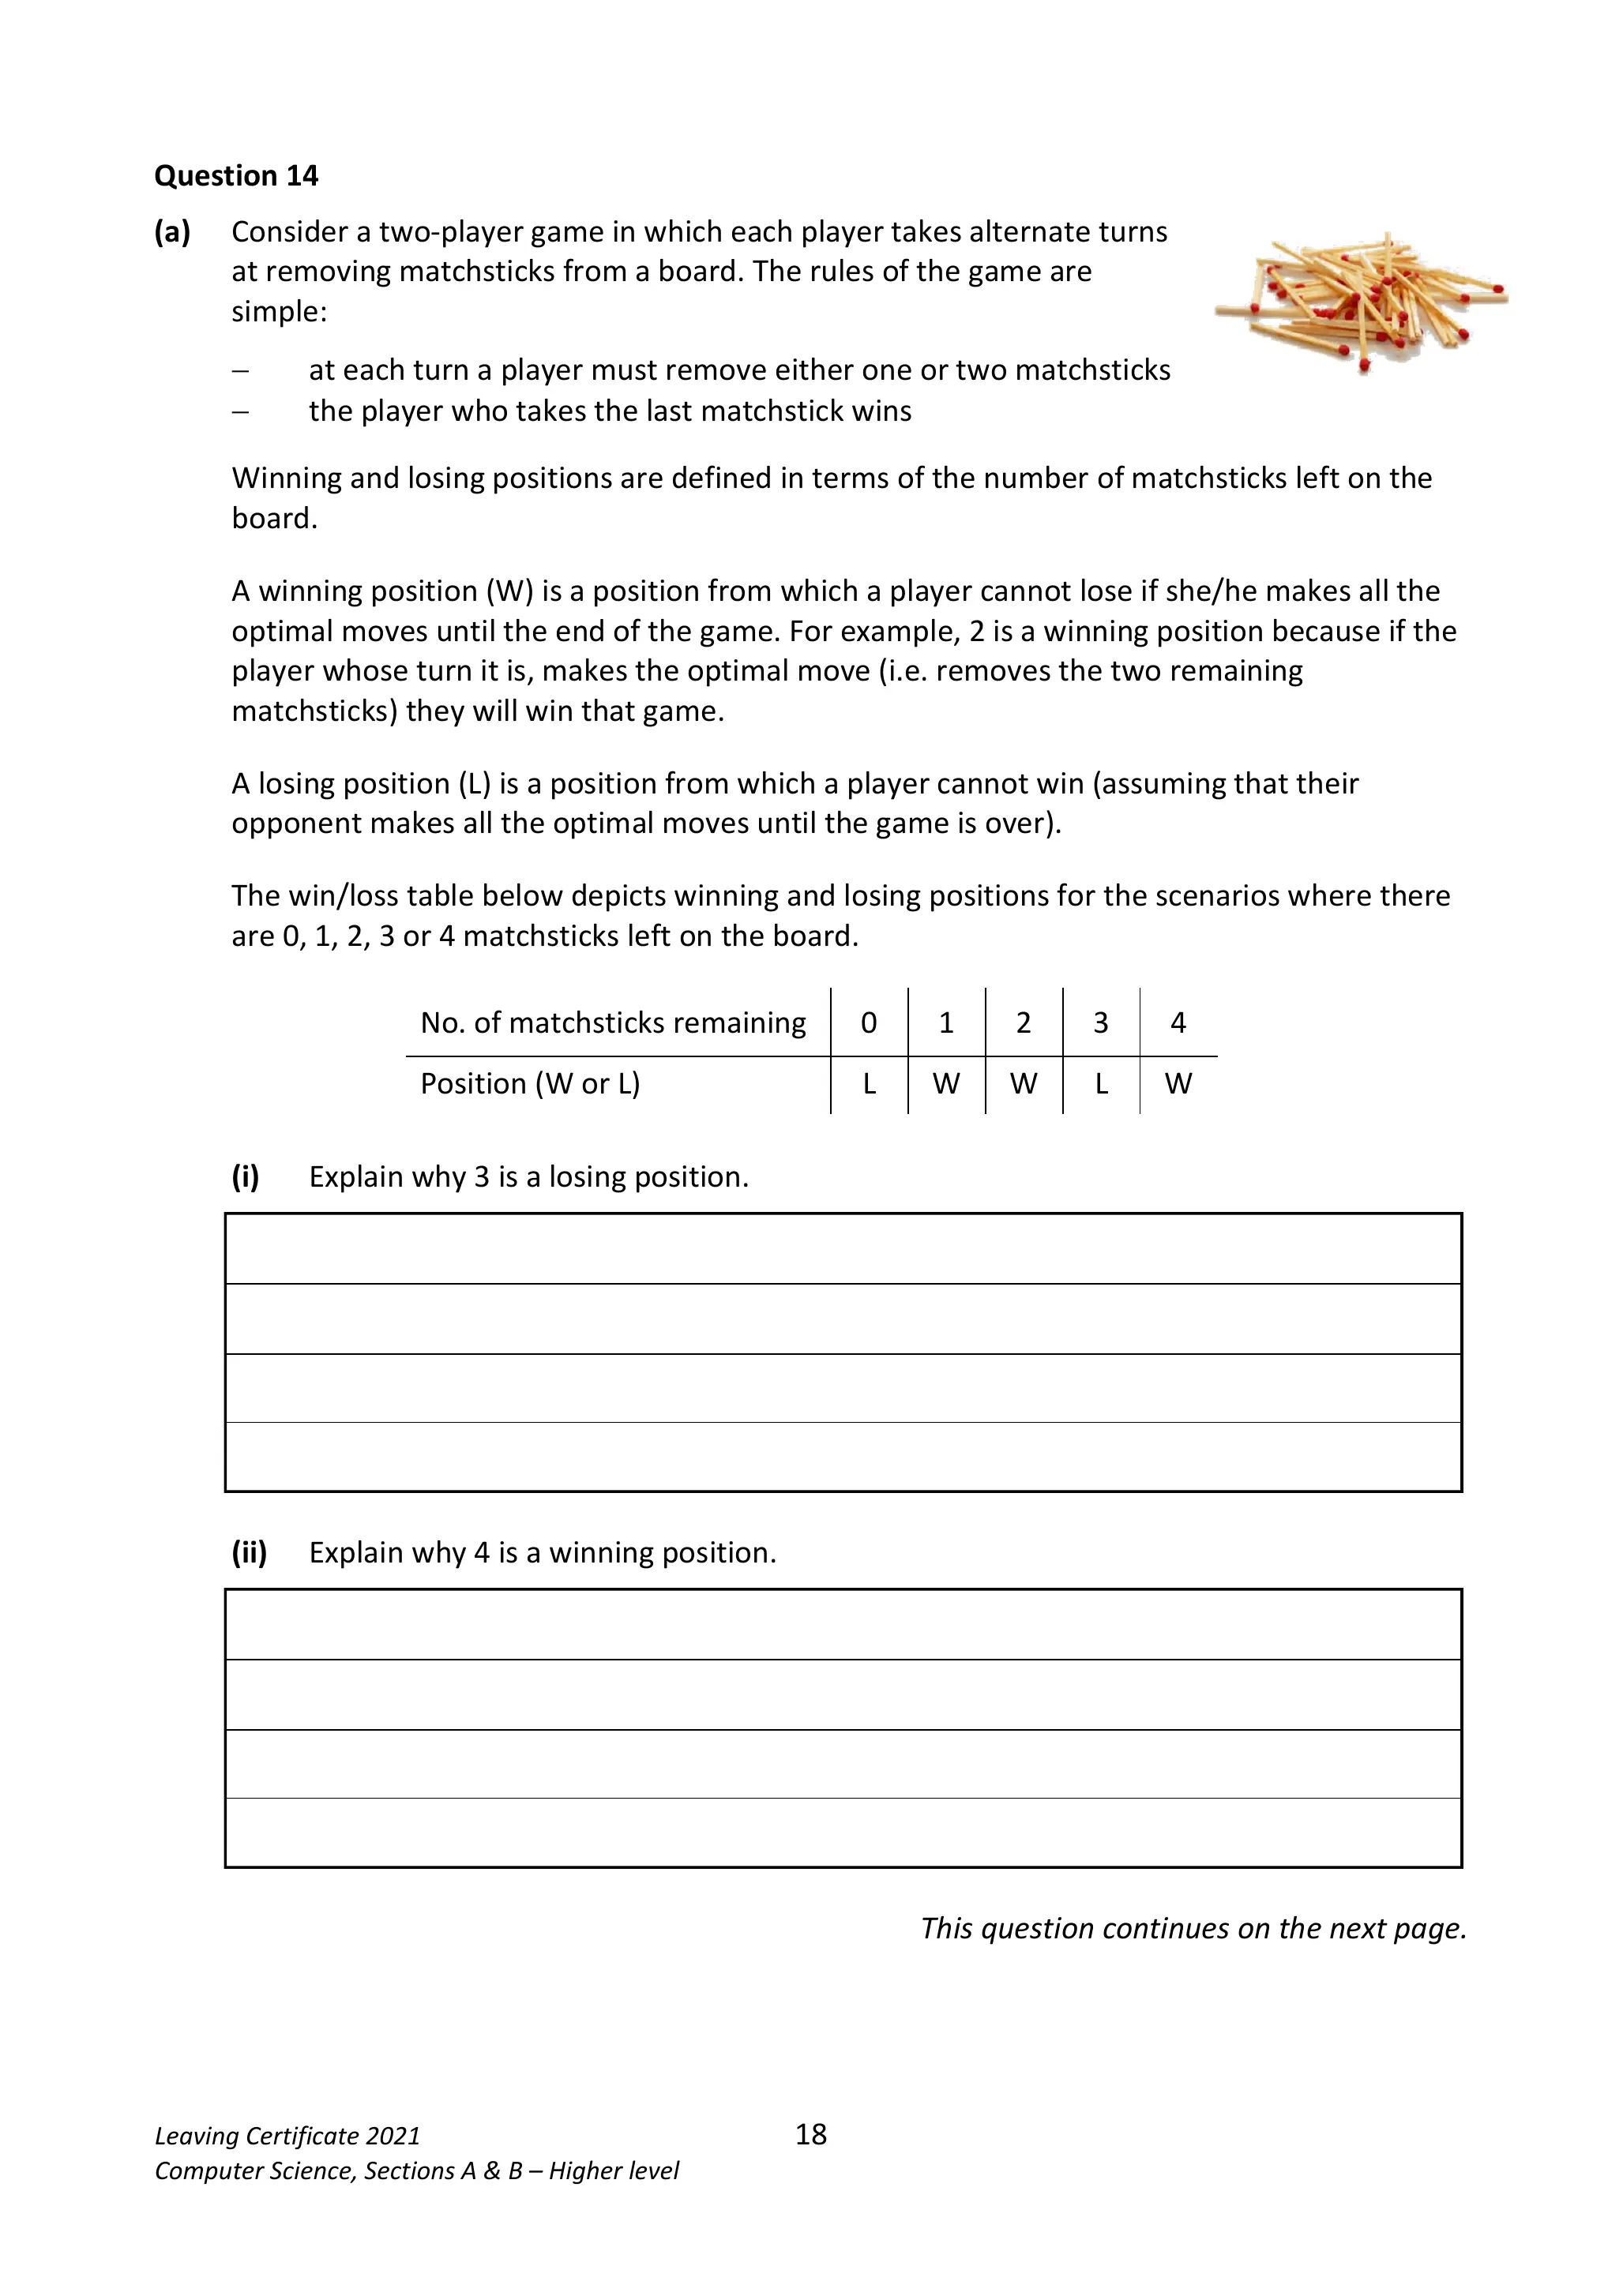 Question 14
(a) Consider a two-player game in which each player takes alternate turns
at removing matchsticks from a board. The rules of the game are
simple:
– at each turn a player must remove either one or two matchsticks
– the player who takes the last matchstick wins
Winning and losing positions are defined in terms of the number of matchsticks left on the
board.
A winning position (W) is a position from which a player cannot lose if she/he makes all the
optimal moves until the end of the game. For example, 2 is a winning position because if the
player whose turn it is, makes the optimal move (i.e. removes the two remaining
matchsticks) they will win that game.
A losing position (L) is a position from which a player cannot win (assuming that their
opponent makes all the optimal moves until the game is over).
The win/loss table below depicts winning and losing positions for the scenarios where there
are 0, 1, 2, 3 or 4 matchsticks left on the board.
No. of matchsticks remaining 0 1 2 3 4
Position (W or L) L W W L W
(i) Explain why 3 is a losing position.
(ii) Explain why 4 is a winning position.
This question continues on the next page.
Leaving Certificate 2021 18
Computer Science, Sections A & B – Higher level